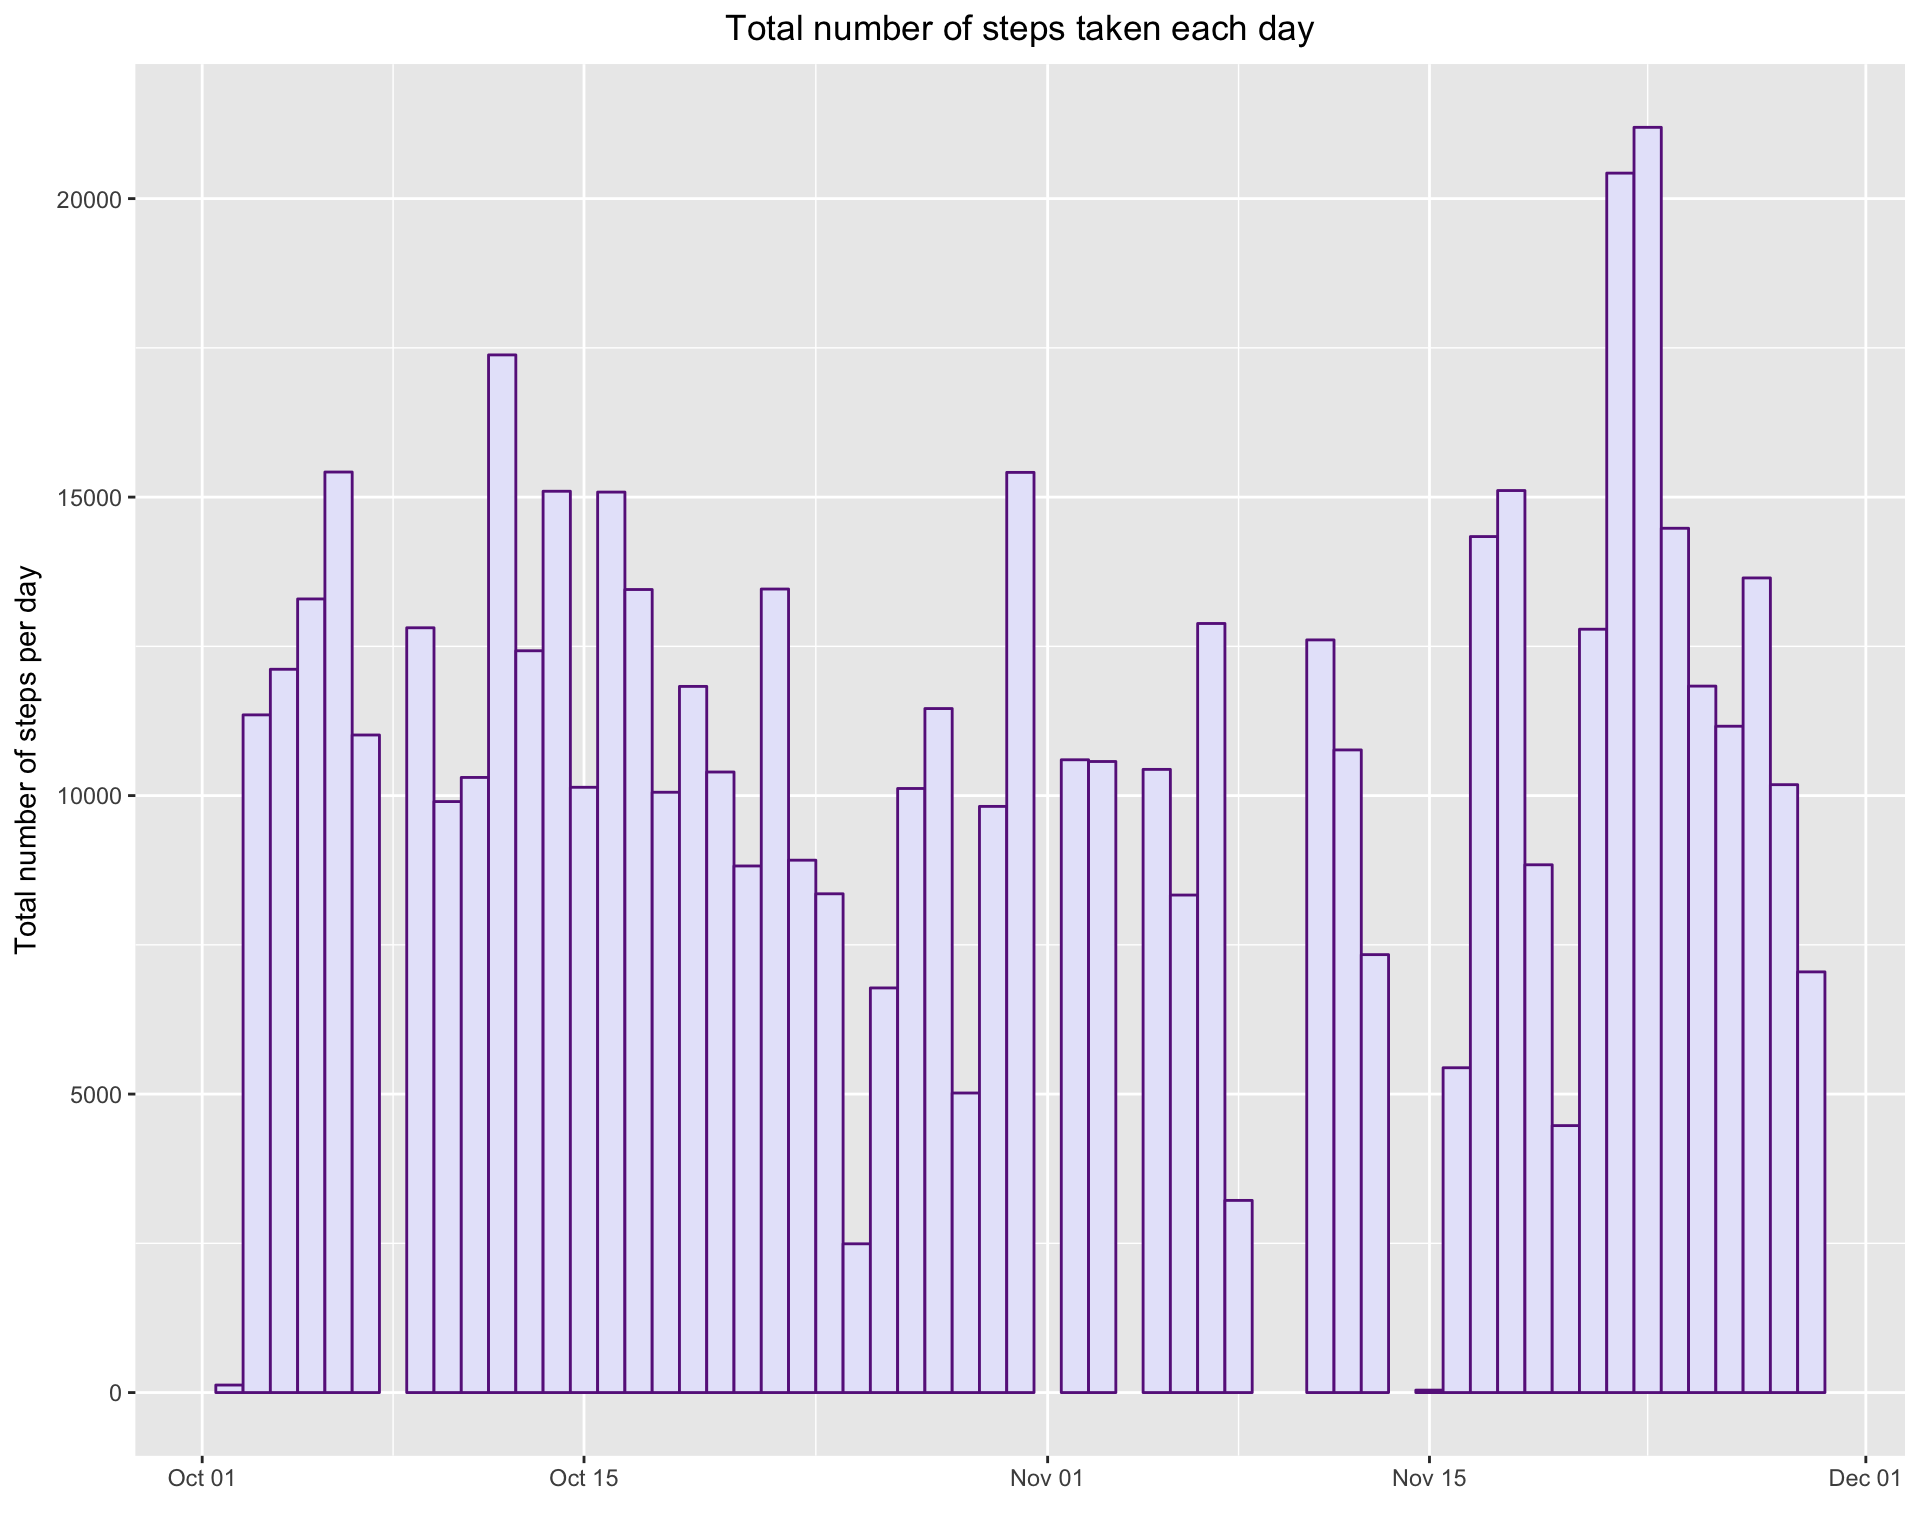 Total number of steps taken each day
Total number of steps per day
20000
15000
10000
5000
0
Oct 01
Oct 15
Nov 01
Nov 15
Dec 01